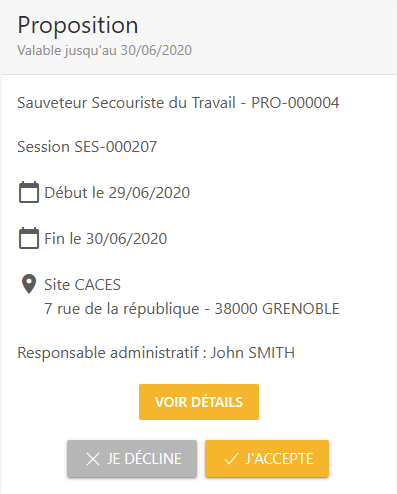 Proposition
Valable jusqu'au 30/06/2020
Sauveteur Secouriste du Travail - PRO-000004
Session SES-000207
Début le 29/06/2020
Fin le 30/06/2020
Site CACES
7 rue de la république - 38000 GRENOBLE
Responsable administratif : John SMITH
VOIR DÉTAILS
JE DÉCLINE
J'ACCEPTE